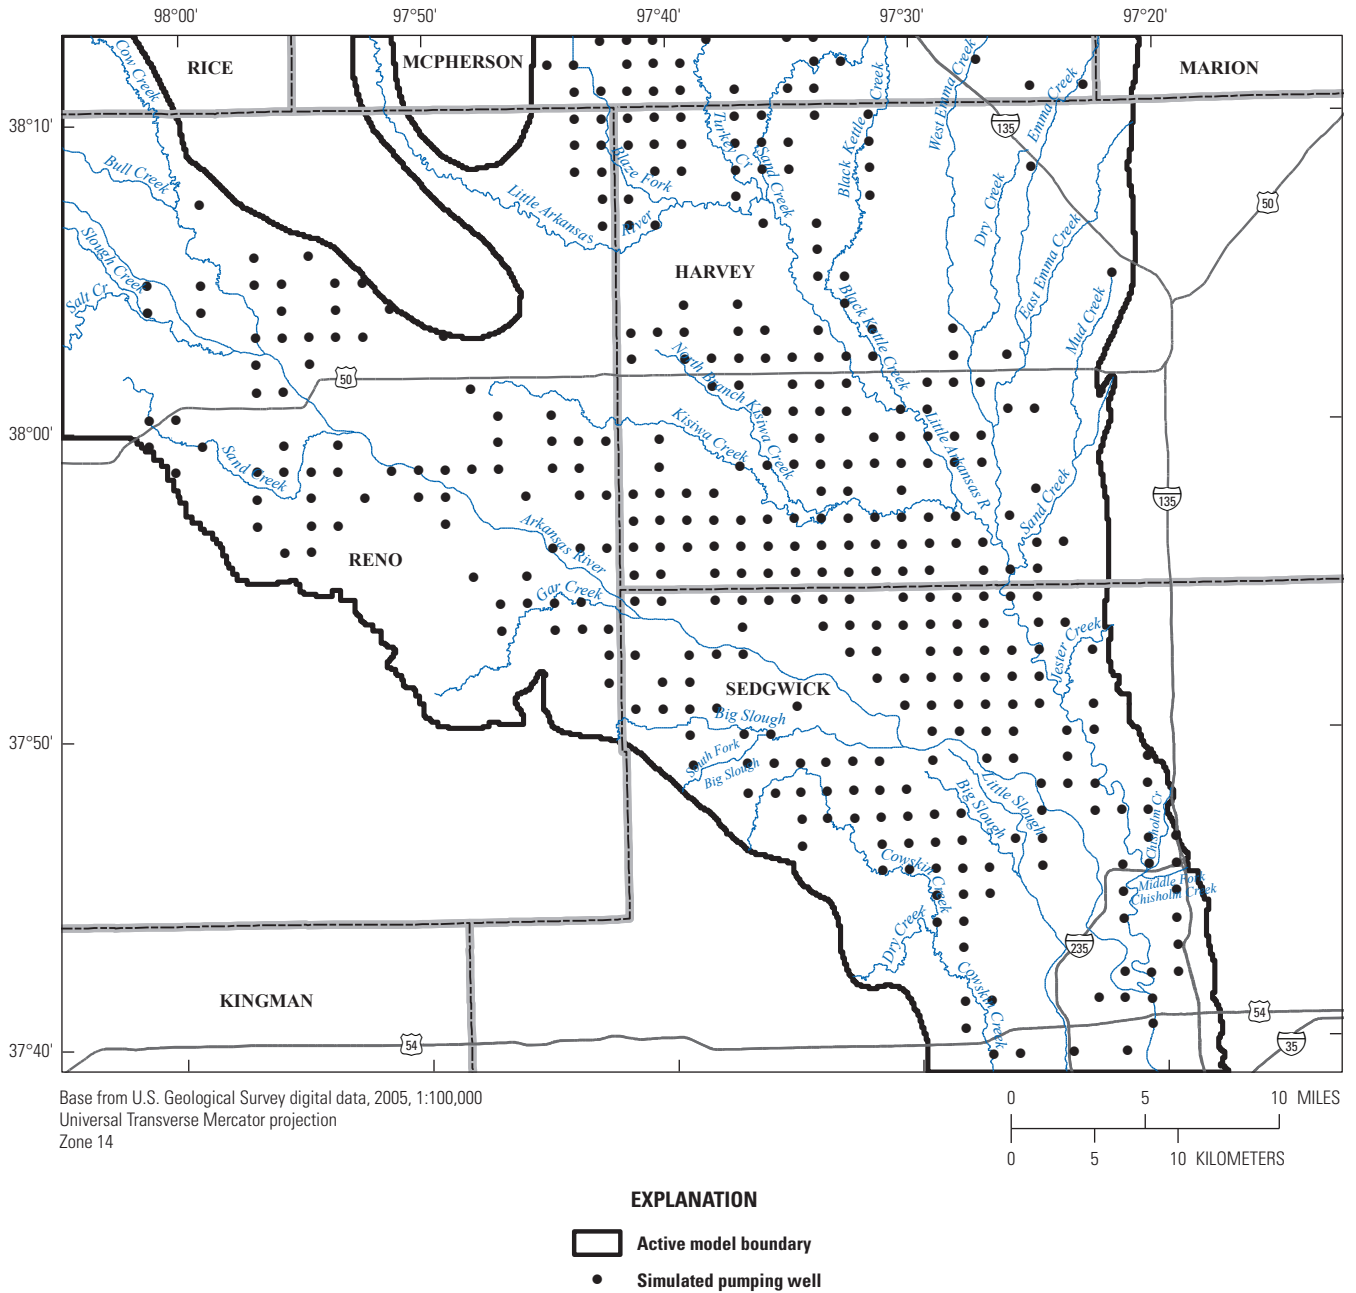 98°00'
97°50'
97°40'
97°30'
97°20'
38°10'
38°00'
37°50'
37°40'
RICE
MCPHERSON
MARION
HARVEY
RENO
SEDGWICK
KINGMAN
Cow Creek
Bull Creek
Slough Creek
Salt Cr
Little Arkansas
River
Blaze Fork
Turkey Cr
Sand Creek
Black Kettle
Creek
West Emma Creek
Emma Creek
Dry Creek
East Emma Creek
Mud Creek
Black Kettle Creek
North Branch Kisiwa Creek
Kisiwa Creek
Little Arkansas R
Sand Creek
Sand Creek
Arkansas River
Gar Creek
Jester Creek
Big Slough
South Fork
Big Slough
Little Slough
Big Slough
Chisholm Cr
Middle Fork
Chisholm Creek
Cowskin Creek
Dry Creek
Cowskin Creek
135
50
50
135
235
54
54
35
Base from U.S. Geological Survey digital data, 2005, 1:100,000
Universal Transverse Mercator projection
Zone 14
0 5 10 MILES
0 5 10 KILOMETERS
EXPLANATION
Active model boundary
Simulated pumping well